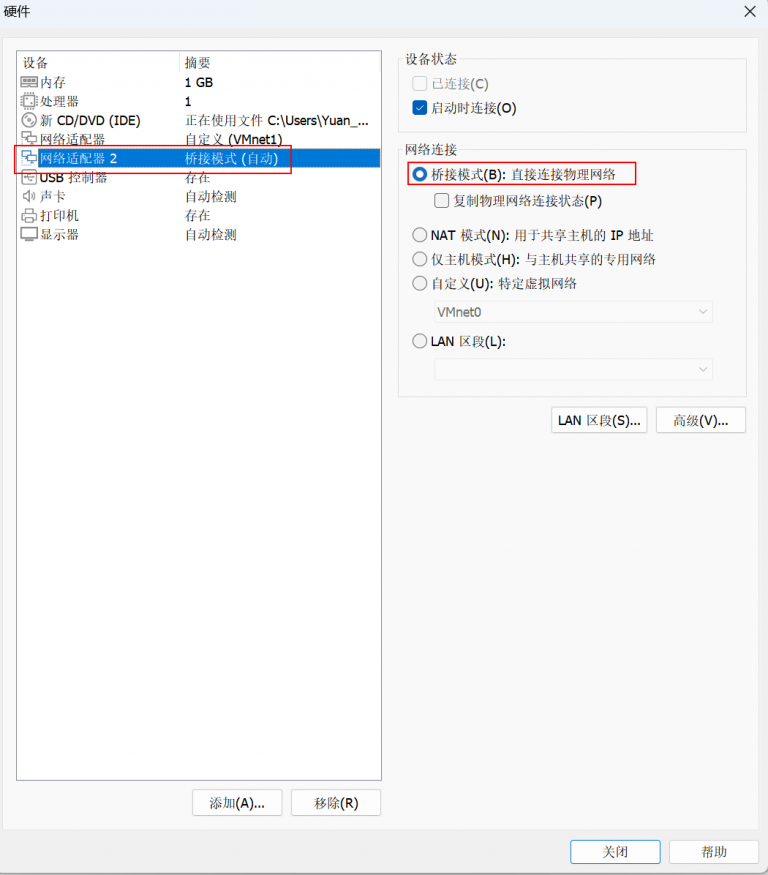 硬件
设备 摘要
内存 1 GB
处理器 1
新 CD/DVD (IDE) 正在使用文件 C:\Users\Yuan_...
网络适配器 自定义 (VMnet1)
网络适配器 2 桥接模式 (自动)
USB 控制器 存在
声卡 自动检测
打印机 存在
显示器 自动检测
添加(A)... 移除(R)
设备状态
已连接(C)
启动时连接(O)
网络连接
桥接模式(B): 直接连接物理网络
复制物理网络连接状态(P)
NAT 模式(N): 用于共享主机的 IP 地址
仅主机模式(H): 与主机共享的专用网络
自定义(U): 特定虚拟网络
VMnet0
LAN 区段(L):
LAN 区段(S)... 高级(V)...
关闭 帮助